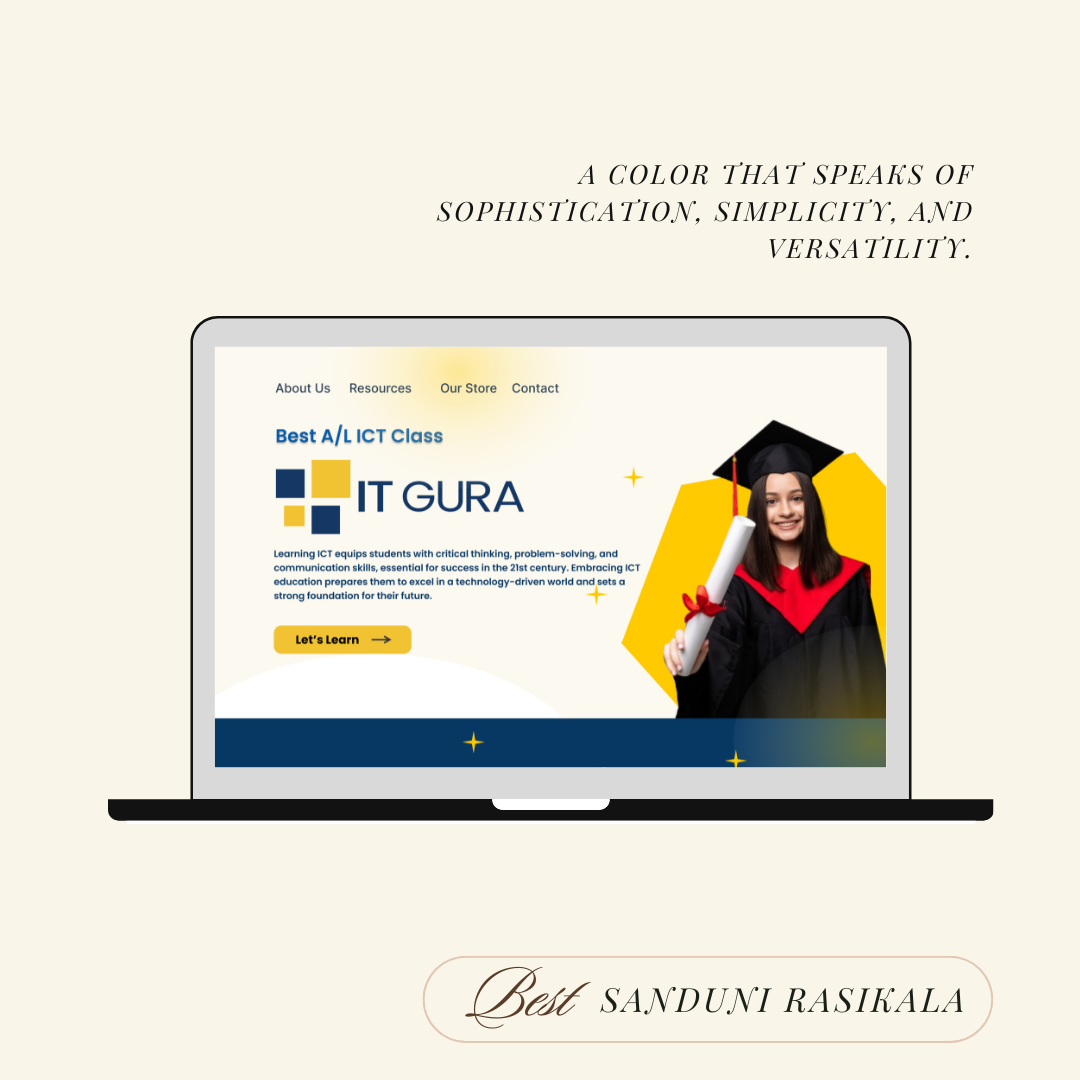 A COLOR THAT SPEAKS OF
SOPHISTICATION, SIMPLICITY, AND
VERSATILITY.
About Us Resources Our Store Contact
Best A/L ICT Class
IT GURA
Learning ICT equips students with critical thinking, problem-solving, and
communication skills, essential for success in the 21st century. Embracing ICT
education prepares them to excel in a technology-driven world and sets a
strong foundation for their future.
Let's Learn
Best SANDUNI RASIKALA